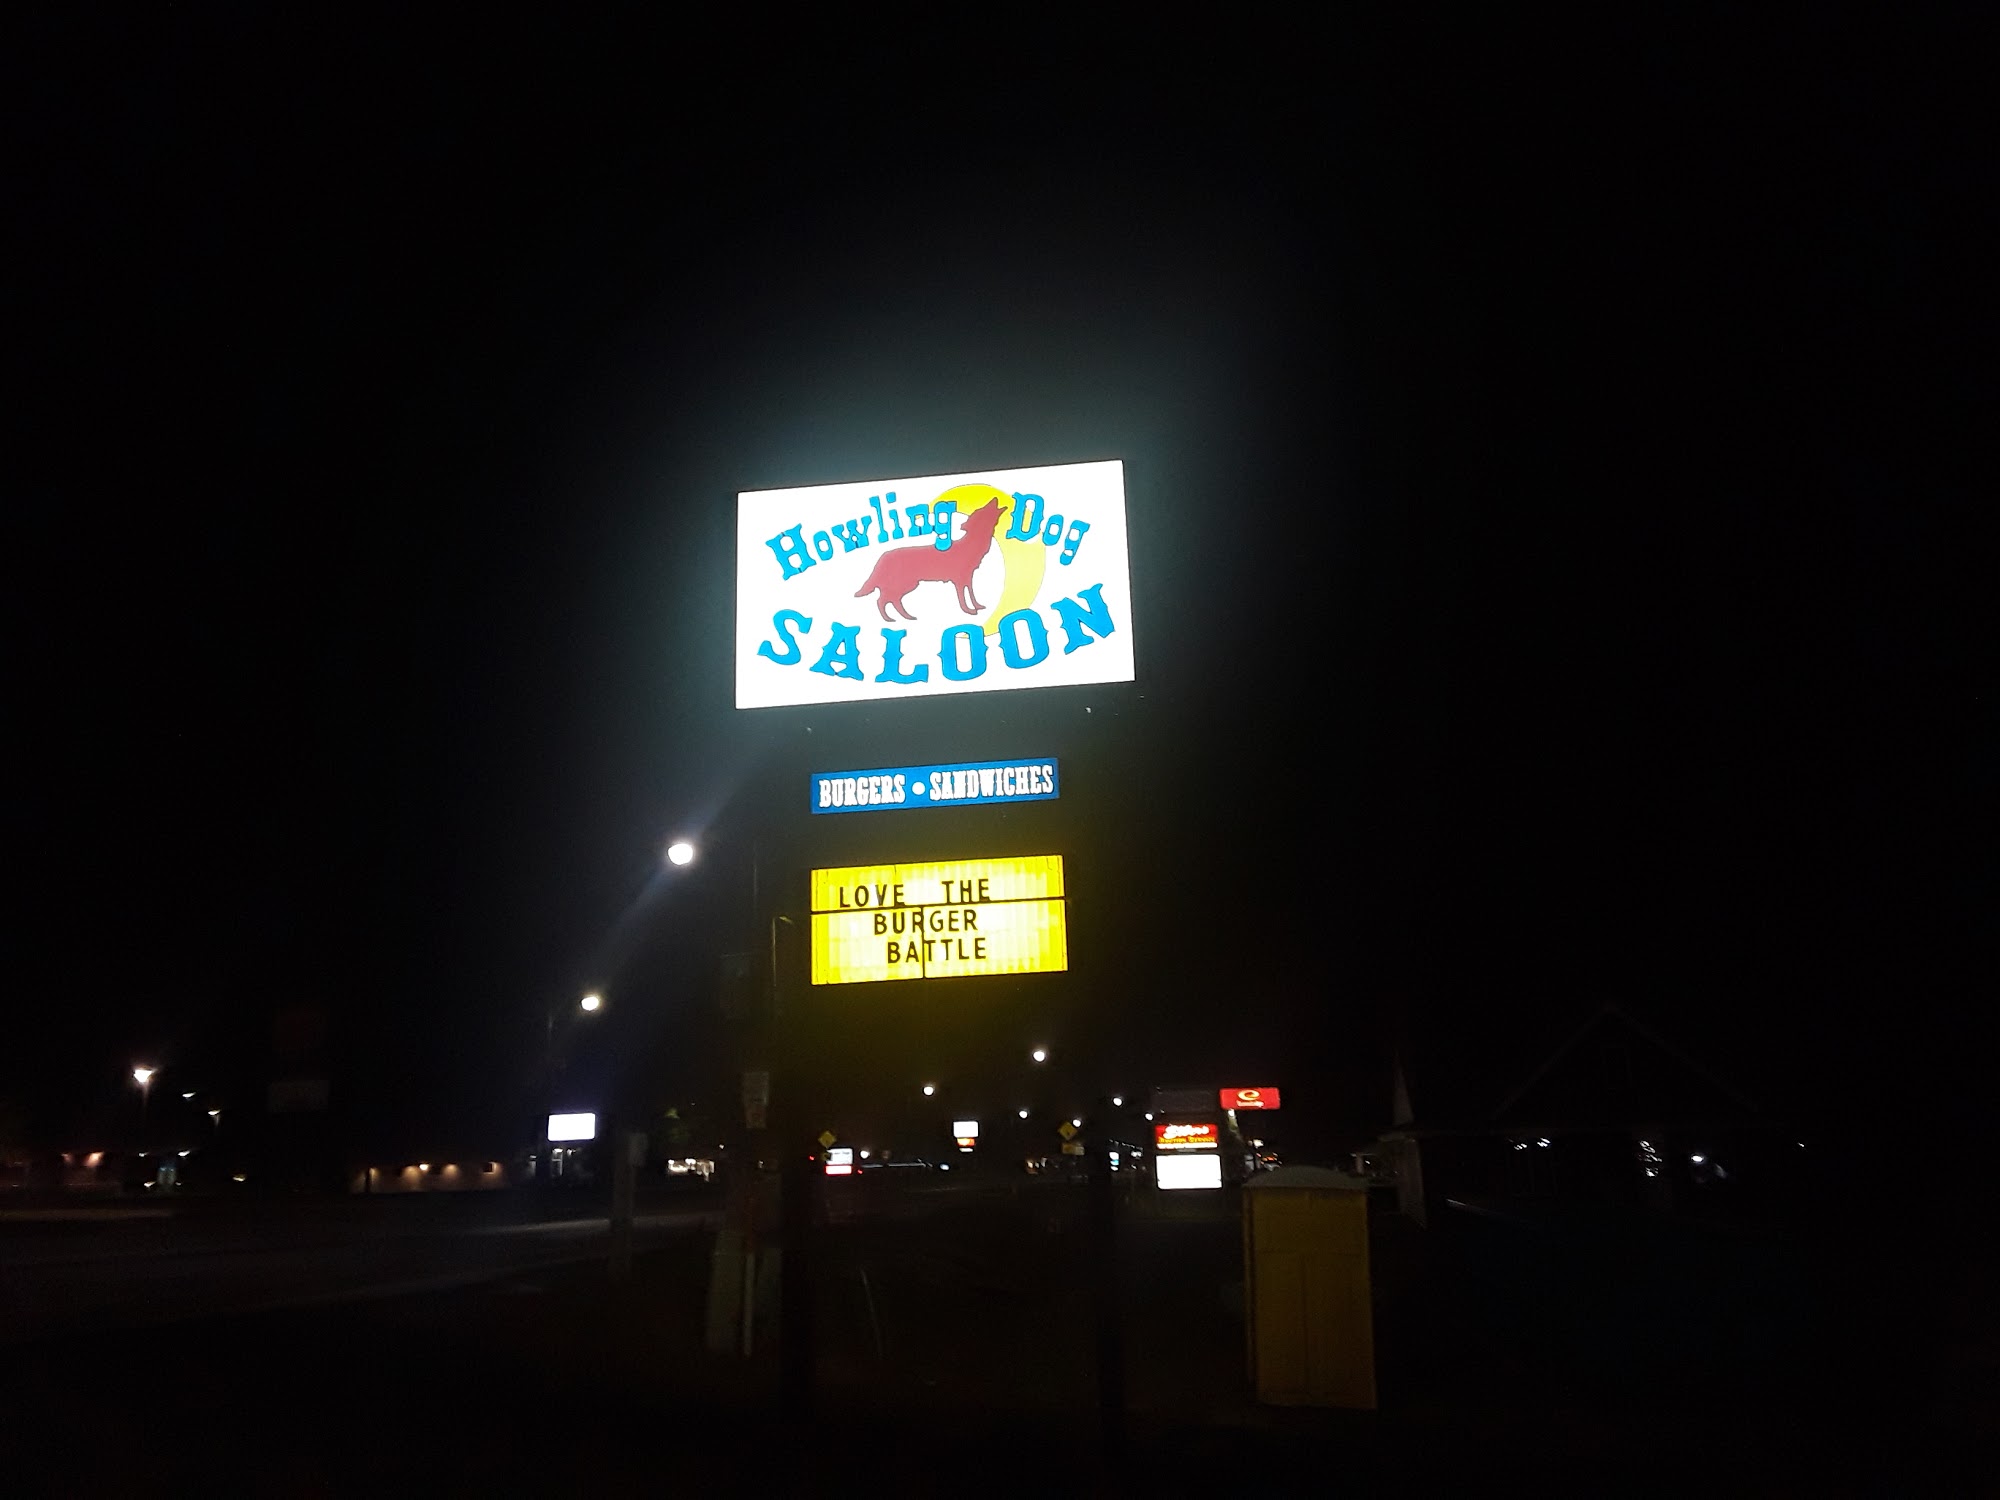 Howling Dog
SALOON
BURGERS • SANDWICHES
LOVE THE
BURGER
BATTLE